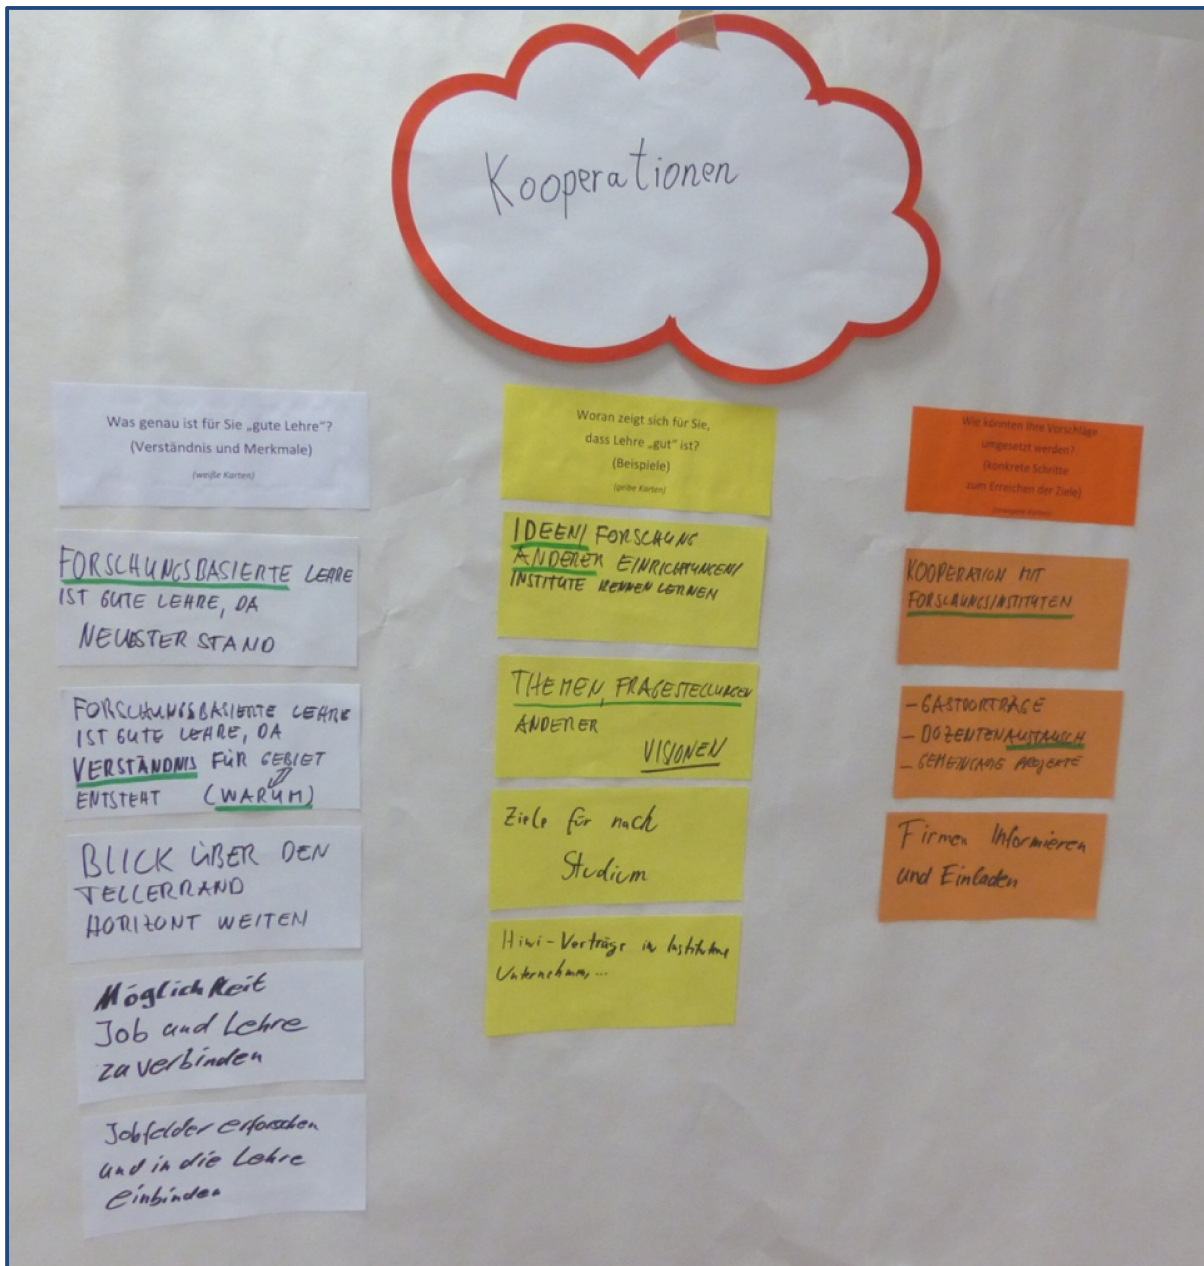 Kooperationen
Was genau ist für Sie „gute Lehre“?
(Verständnis und Merkmale)
(weiße Karten)
FORSCHUNGSBASIERTE LEHRE
IST GUTE LEHRE, DA
NEUESTER STAND
FORSCHUNGSBASIERTE LEHRE
IST GUTE LEHRE, DA
VERSTÄNDNIS FÜR GEBIET
ENTSTEHT (WARUM)
BLICK ÜBER DEN
TELLERRAND
HORIZONT WEITEN
Möglichkeit
Job und Lehre
zu verbinden
Jobfelder erforschen
und in die Lehre
einbinden
Woran zeigt sich für Sie,
dass Lehre „gut“ ist?
(Beispiele)
(gelbe Karten)
IDEEN/ FORSCHUNG
ANDERER EINRICHTUNGEN/
INSTITUTE KENNEN LERNEN
THEMEN, FRAGESTELLUNGEN
ANDERER
VISIONEN
Ziele für nach
Studium
Hiwi-Vorträge in Institutione
Unternehmen, ...
Wie könnten Ihre Vorschläge
umgesetzt werden?
(konkrete Schritte
zum Erreichen der Ziele)
(orangene Karten)
KOOPERATION MIT
FORSCHUNGSINSTITUTEN
- GASTVORTRÄGE
- DOZENTENAUSTAUSCH
- GEMEINSAME PROJEKTE
Firmen Informieren
und Einladen